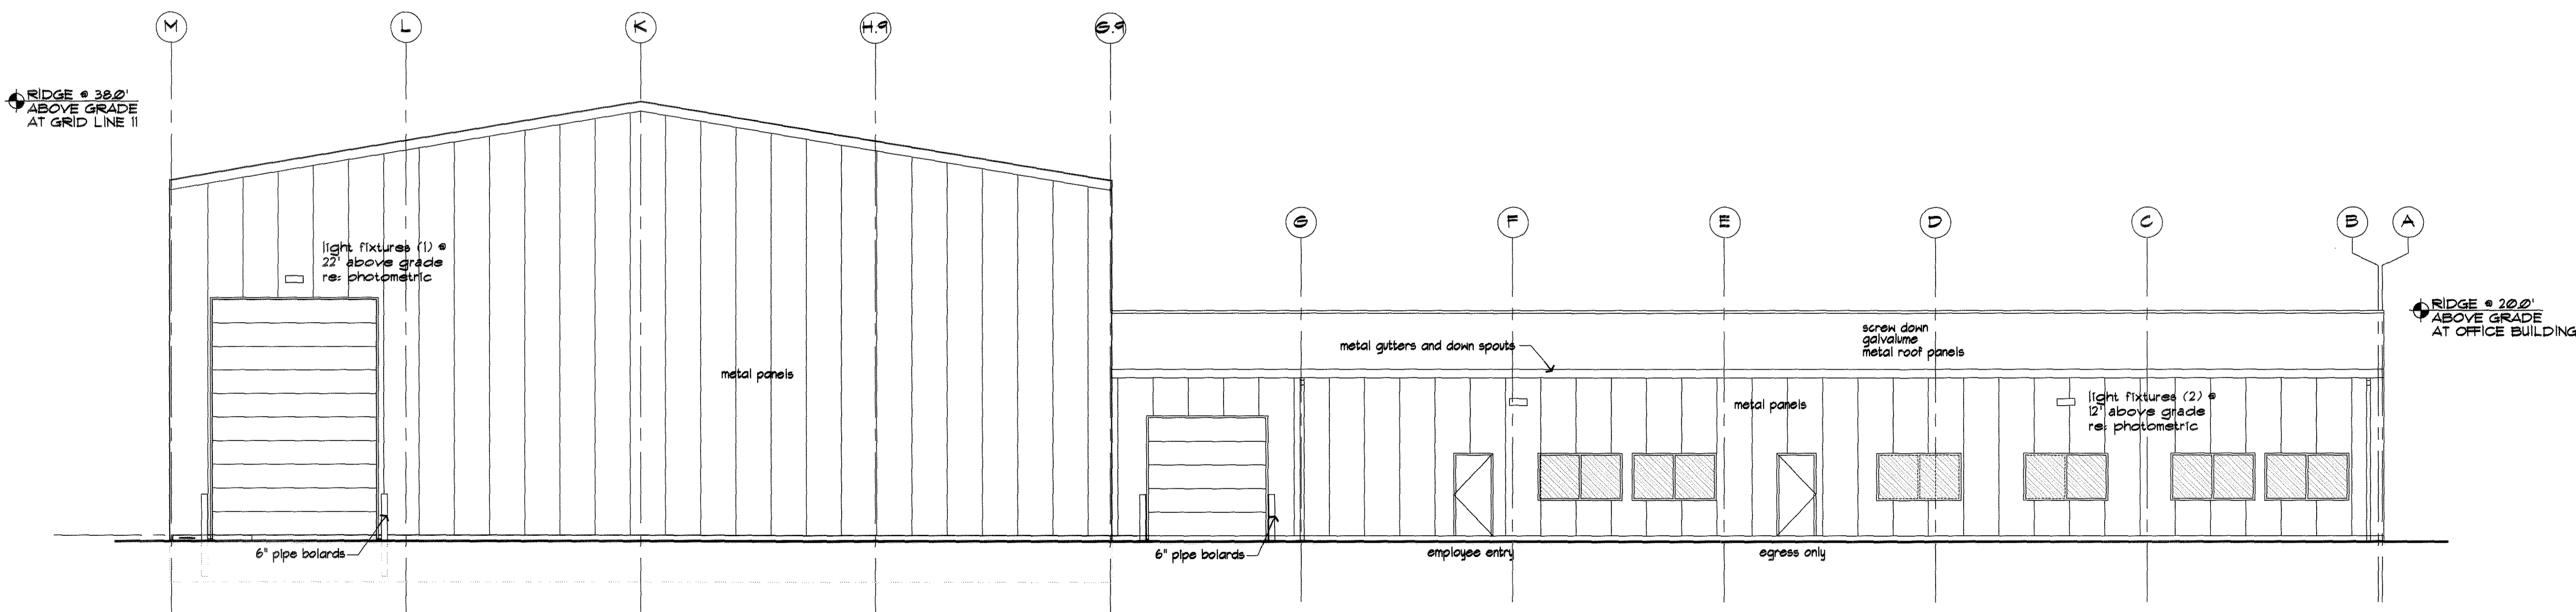 M
L
K
H.9
G.9
RIDGE @ 38.0'
ABOVE GRADE
AT GRID LINE 11
light fixtures (1) @
22' above grade
re: photometric
metal panels
6" pipe bolards
G
F
E
D
C
B
A
RIDGE @ 20.0'
ABOVE GRADE
AT OFFICE BUILDING
metal gutters and down spouts
screw down
galvalume
metal roof panels
metal panels
light fixtures (2) @
12' above grade
re: photometric
6" pipe bolards
employee entry
egress only